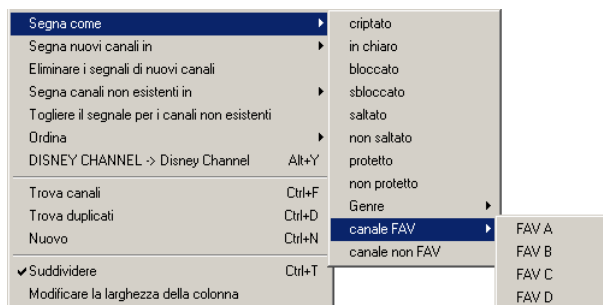 Segna come
Segna nuovi canali in
Eliminare i segnali di nuovi canali
Segna canali non esistenti in
Togliere il segnale per i canali non esistenti
Ordina
DISNEY CHANNEL -> Disney Channel Alt+Y
Trova canali Ctrl+F
Trova duplicati Ctrl+D
Nuovo Ctrl+N
Suddividere Ctrl+T
Modificare la larghezza della colonna
criptato
in chiaro
bloccato
sbloccato
saltato
non saltato
protetto
non protetto
Genre
canale FAV
canale non FAV
FAV A
FAV B
FAV C
FAV D